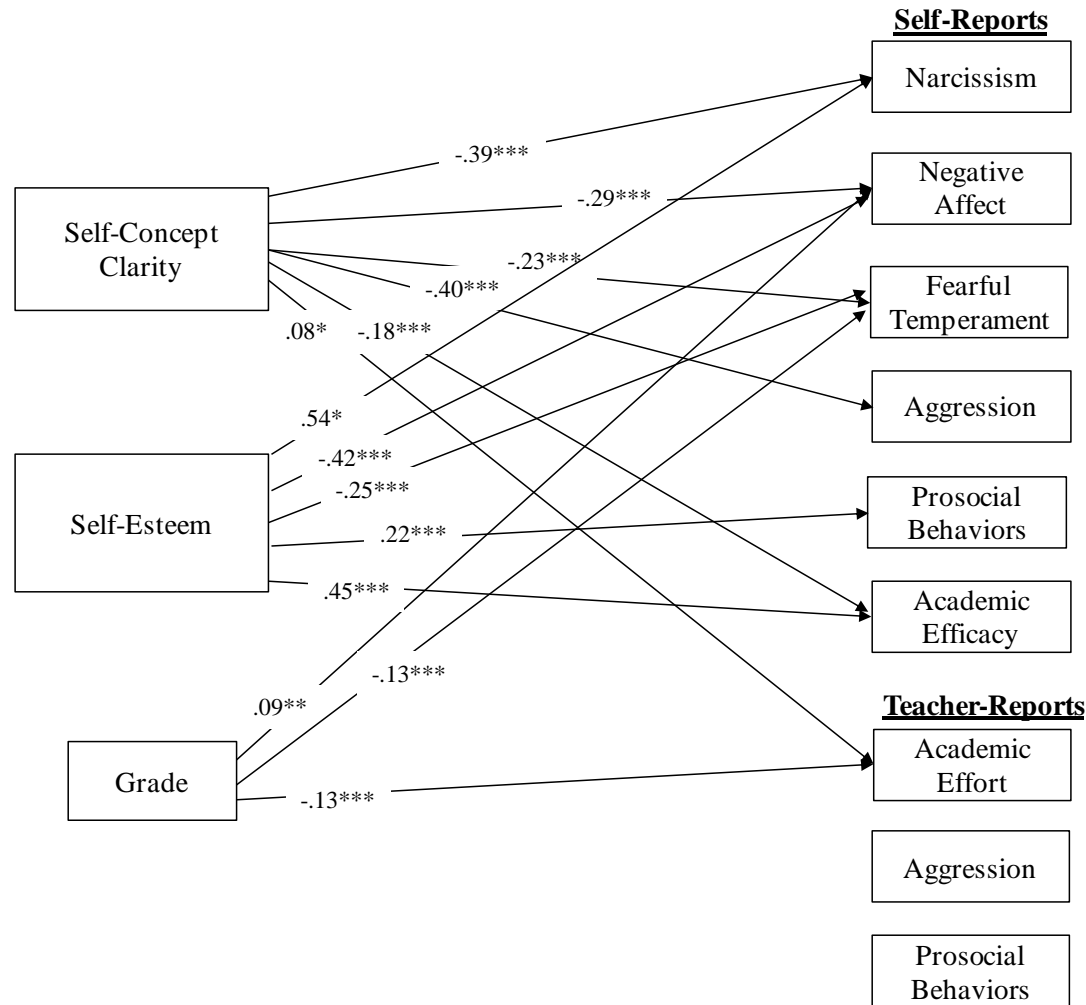 Self-Reports
Narcissism
-.39***
Negative
Affect
-.29***
Self-Concept
Clarity
-.23***
-.40***
Fearful
Temperament
.08*
-.18***
Aggression
.54*
-.42***
-.25***
Self-Esteem
Prosocial
Behaviors
.22***
.45***
Academic
Efficacy
-.13***
.09**
Teacher-Reports
Academic
Effort
Grade
-.13***
Aggression
Prosocial
Behaviors